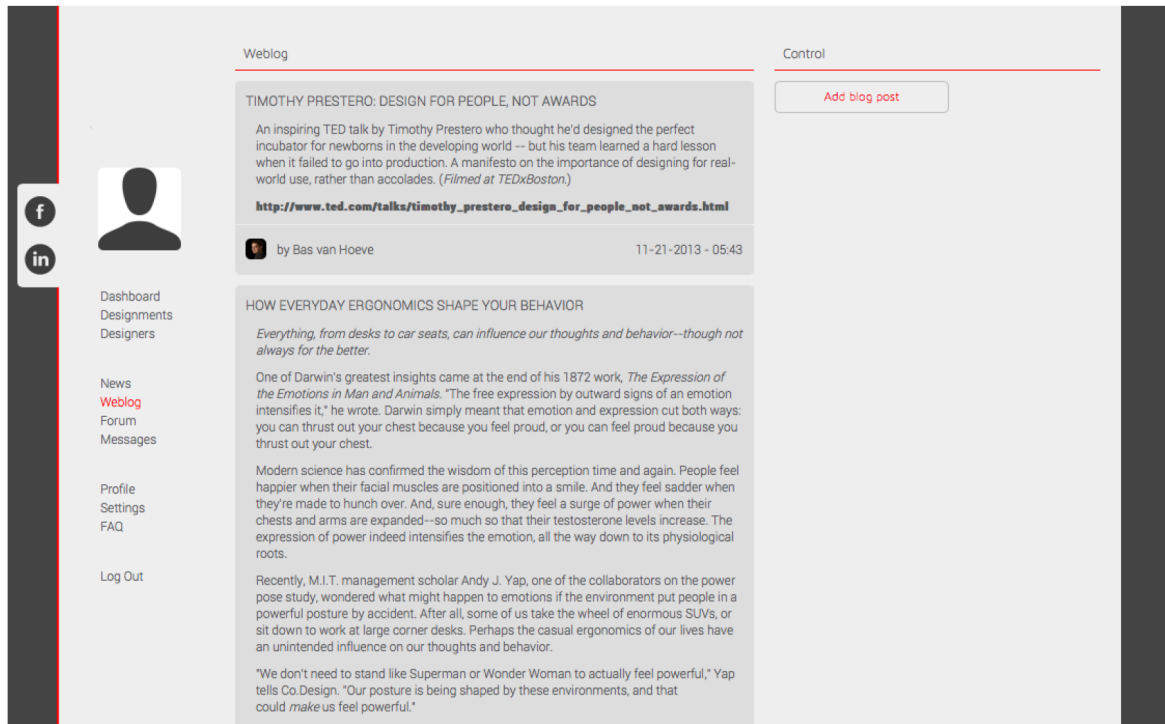 Weblog
Control
TIMOTHY PRESTERO: DESIGN FOR PEOPLE, NOT AWARDS
Add blog post
An inspiring TED talk by Timothy Prestero who thought he'd designed the perfect
incubator for newborns in the developing world -- but his team learned a hard lesson
when it failed to go into production. A manifesto on the importance of designing for real-
world use, rather than accolades. (Filmed at TEDxBoston.)
http://www.ted.com/talks/timothy_prestero_design_for_people_not_awards.html
by Bas van Hoeve
11-21-2013 - 05:43
f
in
Dashboard
Designments
Designers
News
Weblog
Forum
Messages
Profile
Settings
FAQ
Log Out
HOW EVERYDAY ERGONOMICS SHAPE YOUR BEHAVIOR
Everything, from desks to car seats, can influence our thoughts and behavior--though not
always for the better.
One of Darwin's greatest insights came at the end of his 1872 work, The Expression of
the Emotions in Man and Animals. "The free expression by outward signs of an emotion
intensifies it," he wrote. Darwin simply meant that emotion and expression cut both ways:
you can thrust out your chest because you feel proud, or you can feel proud because you
thrust out your chest.
Modern science has confirmed the wisdom of this perception time and again. People feel
happier when their facial muscles are positioned into a smile. And they feel sadder when
they're made to hunch over. And, sure enough, they feel a surge of power when their
chests and arms are expanded--so much so that their testosterone levels increase. The
expression of power indeed intensifies the emotion, all the way down to its physiological
roots.
Recently, M.I.T. management scholar Andy J. Yap, one of the collaborators on the power
pose study, wondered what might happen to emotions if the environment put people in a
powerful posture by accident. After all, some of us take the wheel of enormous SUVs, or
sit down to work at large corner desks. Perhaps the casual ergonomics of our lives have
an unintended influence on our thoughts and behavior.
"We don't need to stand like Superman or Wonder Woman to actually feel powerful," Yap
tells Co.Design. "Our posture is being shaped by these environments, and that
could make us feel powerful."